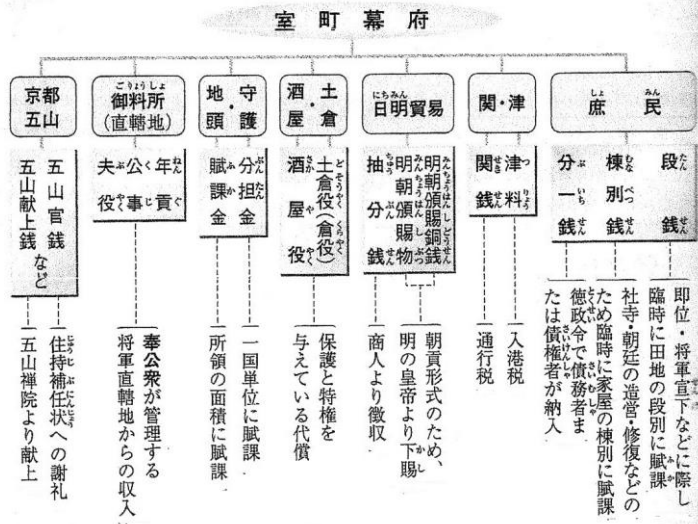 室町幕府
庶民
関・津
日明貿易
土倉・
酒屋
守護・
地頭
御料所
(直轄地)
京都
五山
段銭
棟別銭
分一銭
津料
関銭
明朝頒賜銅銭
明朝頒賜物
抽分銭
土倉役(倉役)
酒屋役
分担金
賦課金
年貢
公事
夫役
五山官銭
五山献上銭
など
即位・将軍宣下などに際し
臨時に田地の段別に賦課
社寺・朝廷の造営・修復などの
ため臨時に家屋の棟別に賦課
徳政令で債務者ま
たは債権者が納入
入港税
通行税
朝貢形式のため、
明の皇帝より下賜
商人より徴収
保護と特権を
与えている代償
一国単位に賦課
所領の面積に賦課
奉公衆が管理する
将軍直轄地からの収入
住持補任状への謝礼
五山禅院より献上